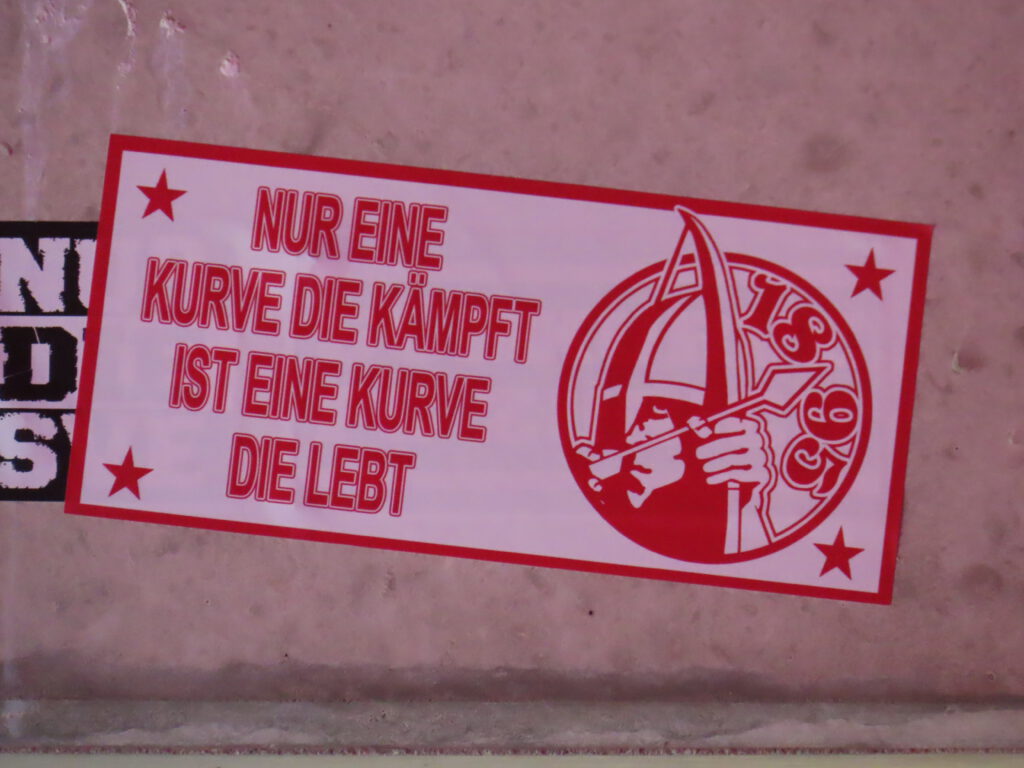 NUR EINE
KURVE DIE KÄMPFT
IST EINE KURVE
DIE LEBT
1895
D
S